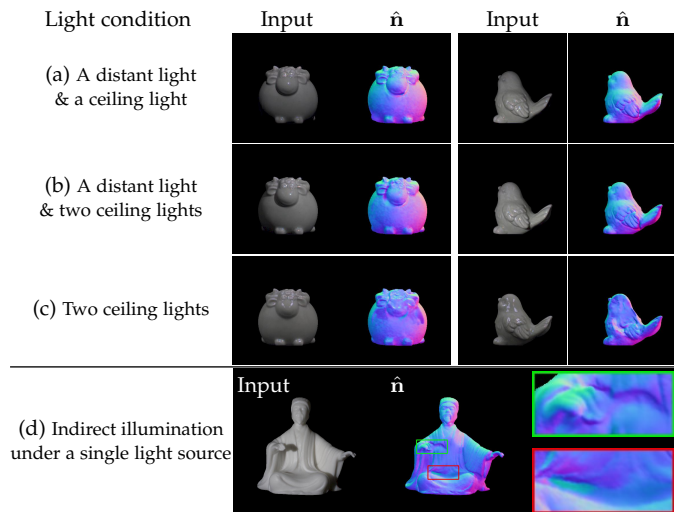 Light condition Input n̂ Input n̂
(a) A distant light
& a ceiling light
(b) A distant light
& two ceiling lights
(c) Two ceiling lights
Input n̂
(d) Indirect illumination
under a single light source